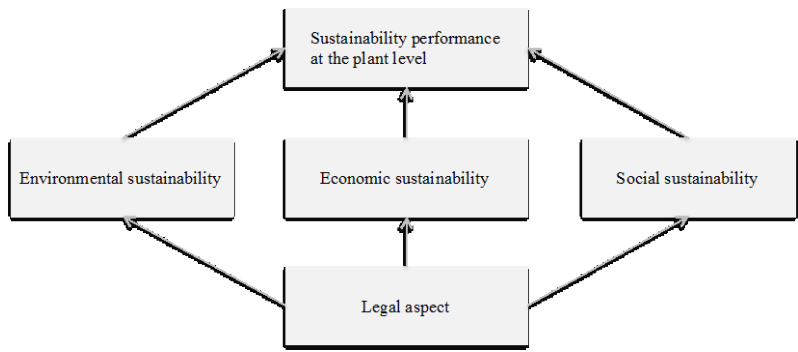 Sustainability performance
at the plant level
Environmental sustainability
Economic sustainability
Social sustainability
Legal aspect